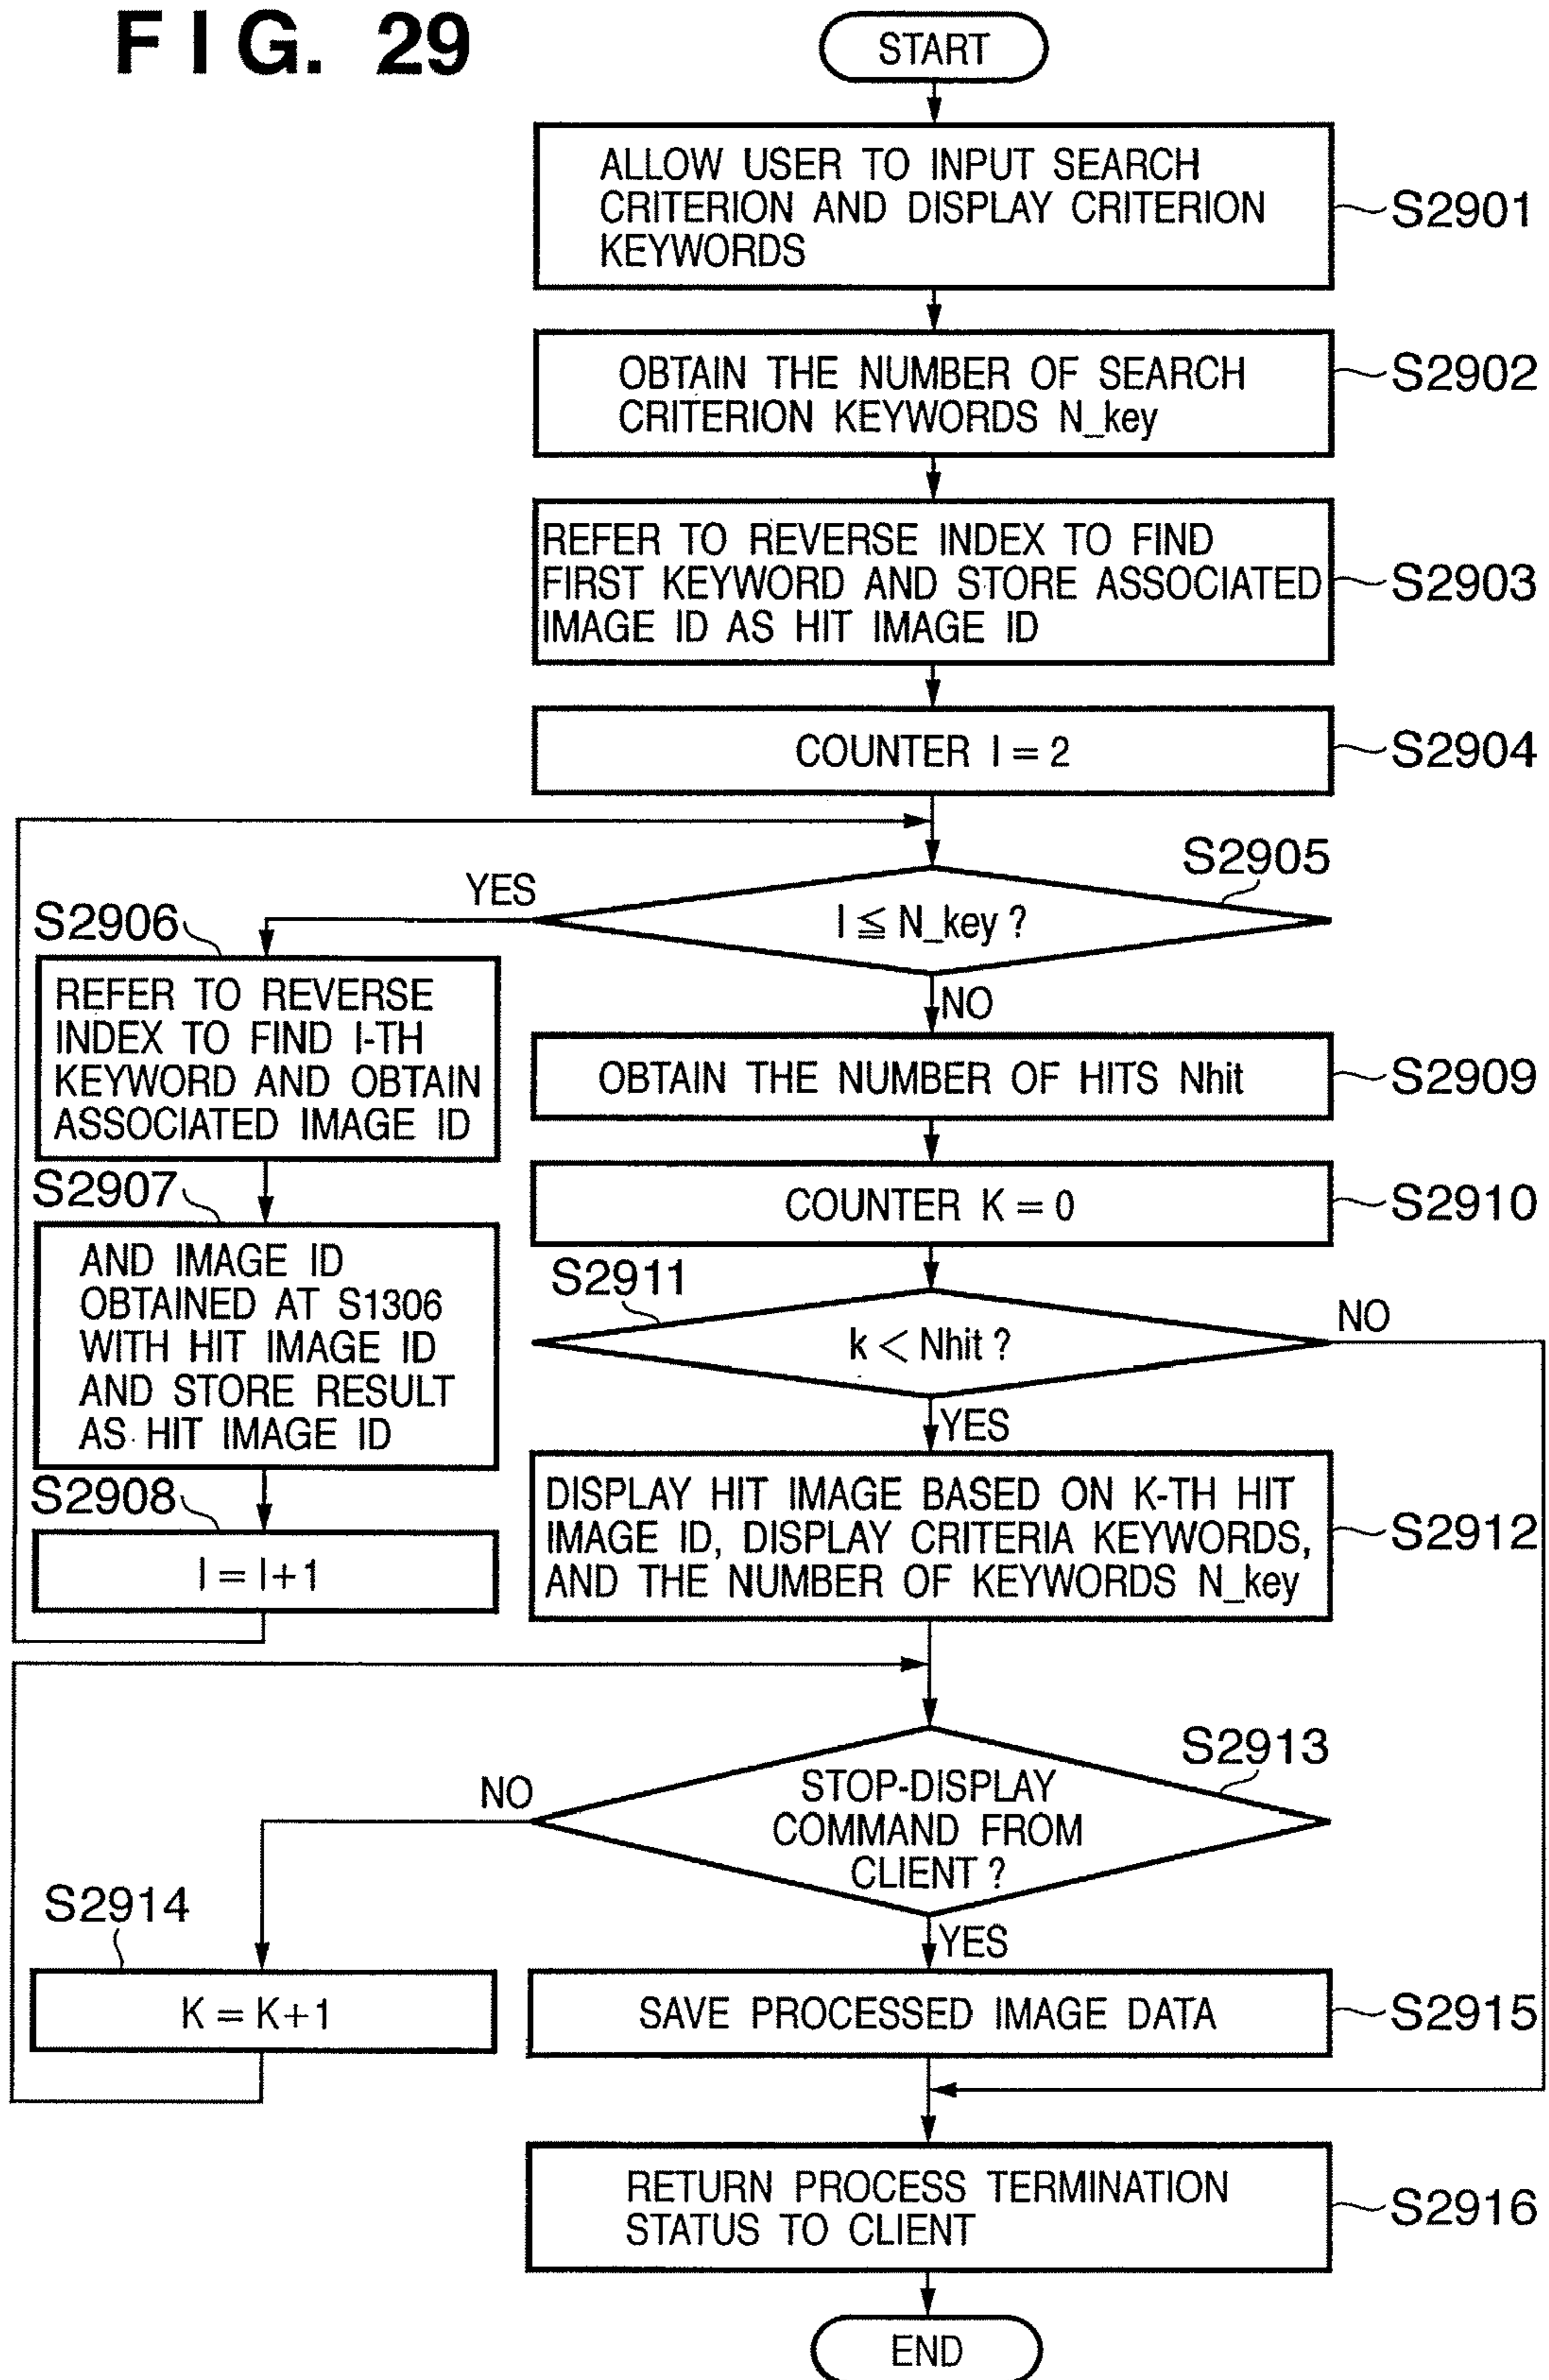 FIG. 29
START
ALLOW USER TO INPUT SEARCH
CRITERION AND DISPLAY CRITERION
KEYWORDS
S2901
OBTAIN THE NUMBER OF SEARCH
CRITERION KEYWORDS N_key
S2902
REFER TO REVERSE INDEX TO FIND
FIRST KEYWORD AND STORE ASSOCIATED
IMAGE ID AS HIT IMAGE ID
S2903
COUNTER I = 2
S2904
S2905
YES
I ≦ N_key ?
NO
S2906
REFER TO REVERSE
INDEX TO FIND I-TH
KEYWORD AND OBTAIN
ASSOCIATED IMAGE ID
S2907
AND IMAGE ID
OBTAINED AT S1306
WITH HIT IMAGE ID
AND STORE RESULT
AS HIT IMAGE ID
S2908
I = I+1
OBTAIN THE NUMBER OF HITS Nhit
S2909
COUNTER K = 0
S2910
S2911
k < Nhit ?
NO
YES
DISPLAY HIT IMAGE BASED ON K-TH HIT
IMAGE ID, DISPLAY CRITERIA KEYWORDS,
AND THE NUMBER OF KEYWORDS N_key
S2912
S2913
STOP-DISPLAY
COMMAND FROM
CLIENT ?
NO
YES
S2914
K = K+1
SAVE PROCESSED IMAGE DATA
S2915
RETURN PROCESS TERMINATION
STATUS TO CLIENT
S2916
END